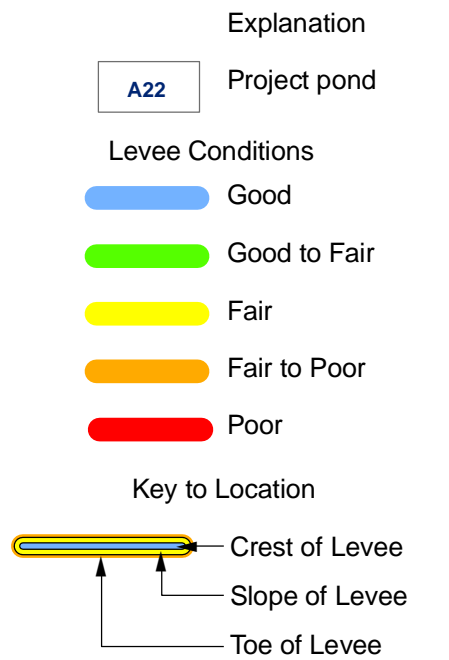 Explanation
A22 Project pond
Levee Conditions
Good
Good to Fair
Fair
Fair to Poor
Poor
Key to Location
Crest of Levee
Slope of Levee
Toe of Levee